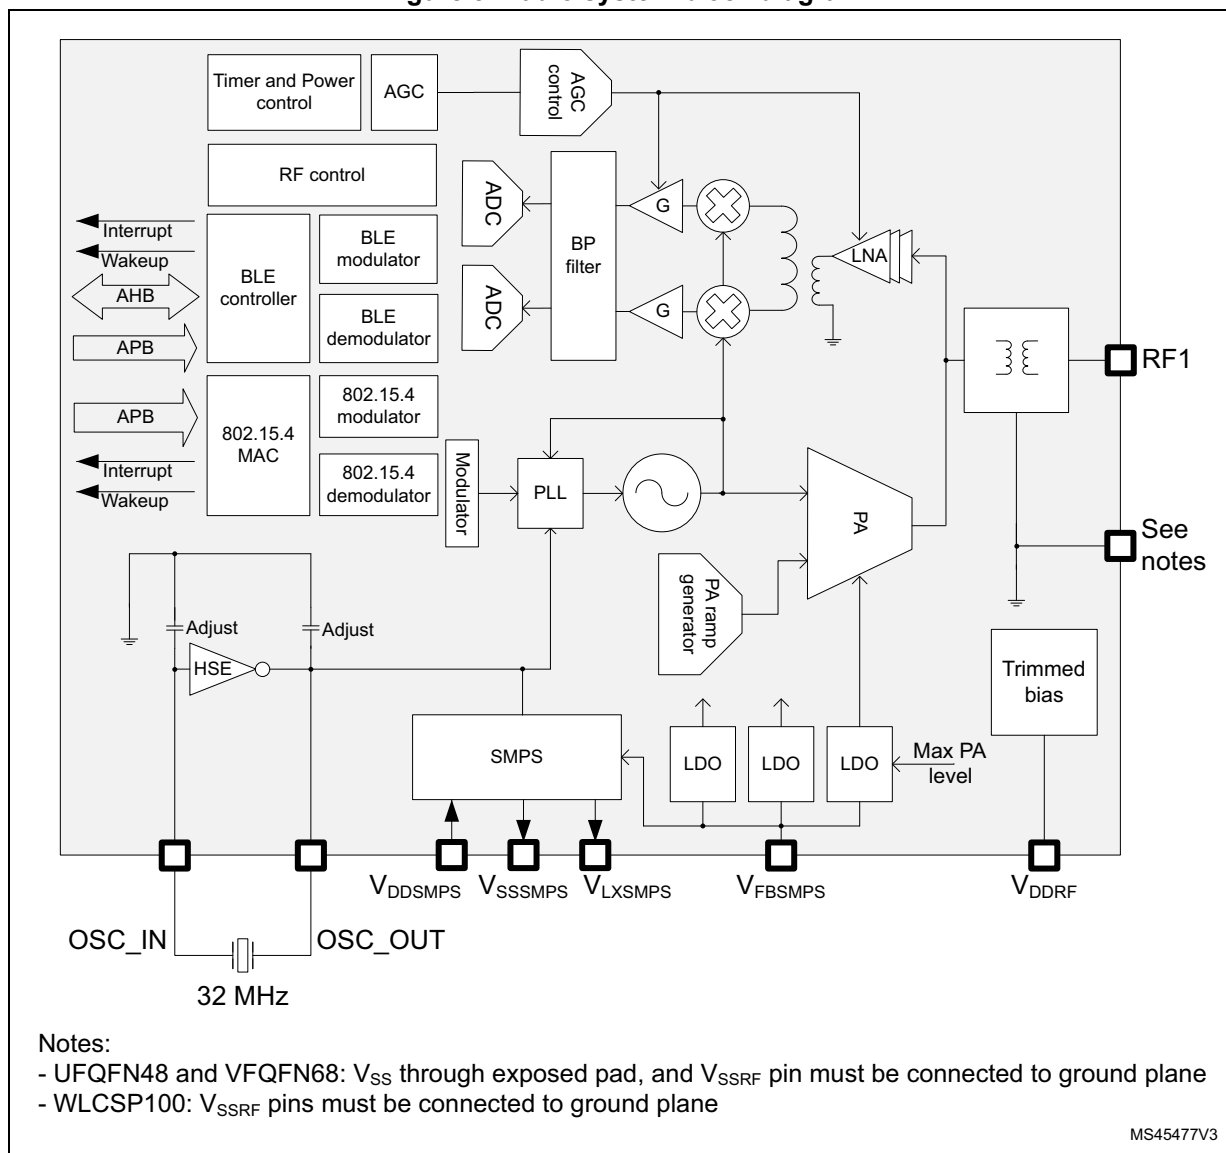 Timer and Power
control
AGC
AGC
control
RF control
ADC
ADC
BP
filter
G
G
LNA
Interrupt
Wakeup
AHB
APB
BLE
controller
BLE
modulator
BLE
demodulator
APB
Interrupt
Wakeup
802.15.4
MAC
802.15.4
modulator
802.15.4
demodulator
Modulator
PLL
PA
PA ramp
generator
RF1
See
notes
Adjust
Adjust
HSE
SMPS
LDO
LDO
LDO
Max PA
level
Trimmed
bias
VDDSMPS
VSSSMPS
VLXSMPS
VFBSMPS
VDDRF
OSC_IN
OSC_OUT
32 MHz
Notes:
- UFQFN48 and VFQFN68: VSS through exposed pad, and VSSRF pin must be connected to ground plane
- WLCSP100: VSSRF pins must be connected to ground plane
MS45477V3